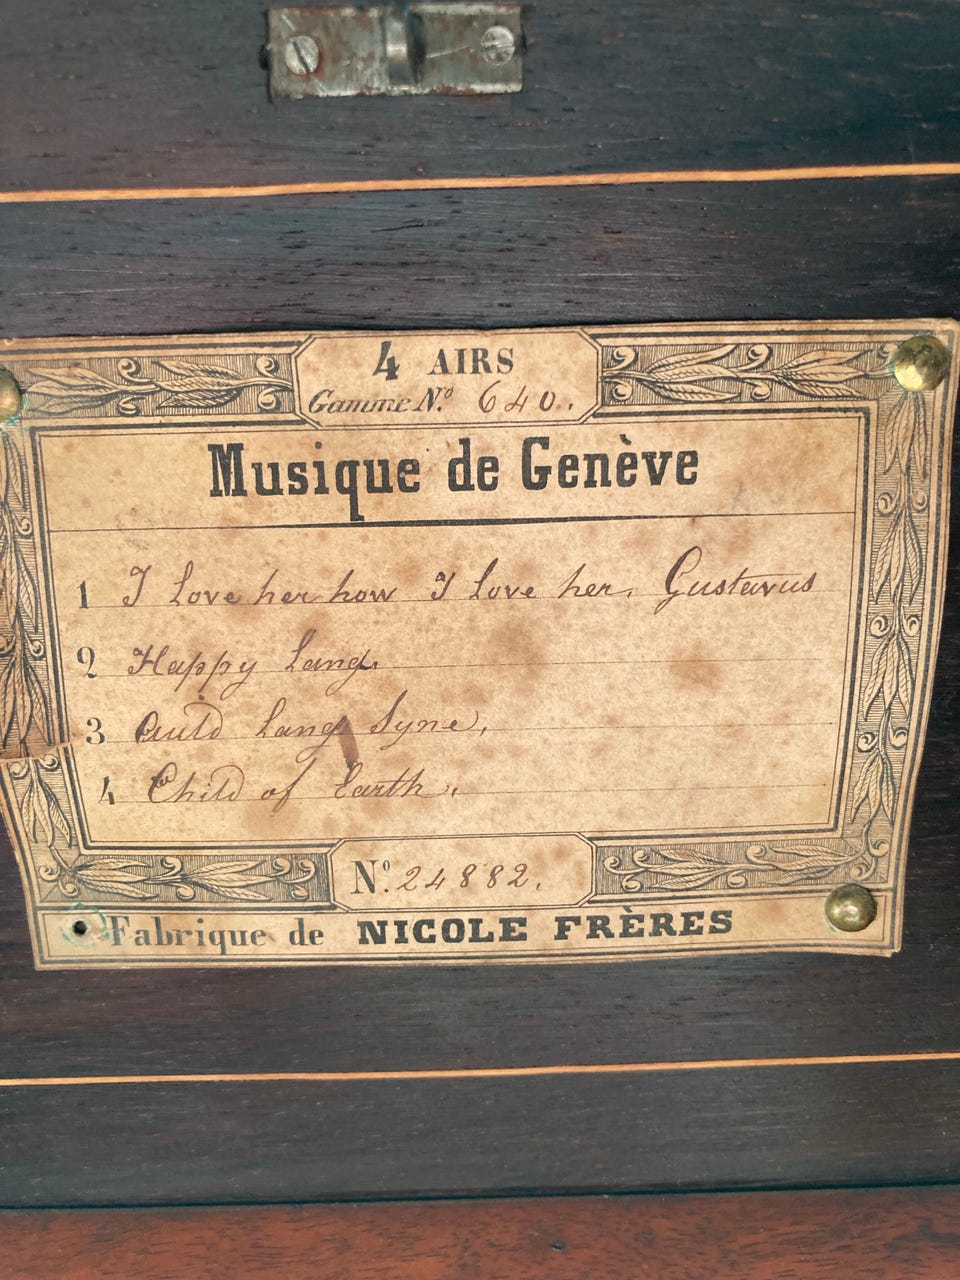 4 AIRS
Gamme No. 640.
Musique de Genève
1 I love her how I love her. Gustavus
2 Happy land.
3 Auld lang Syne,
4 Child of Earth.
No. 24882.
Fabrique de NICOLE FRÈRES